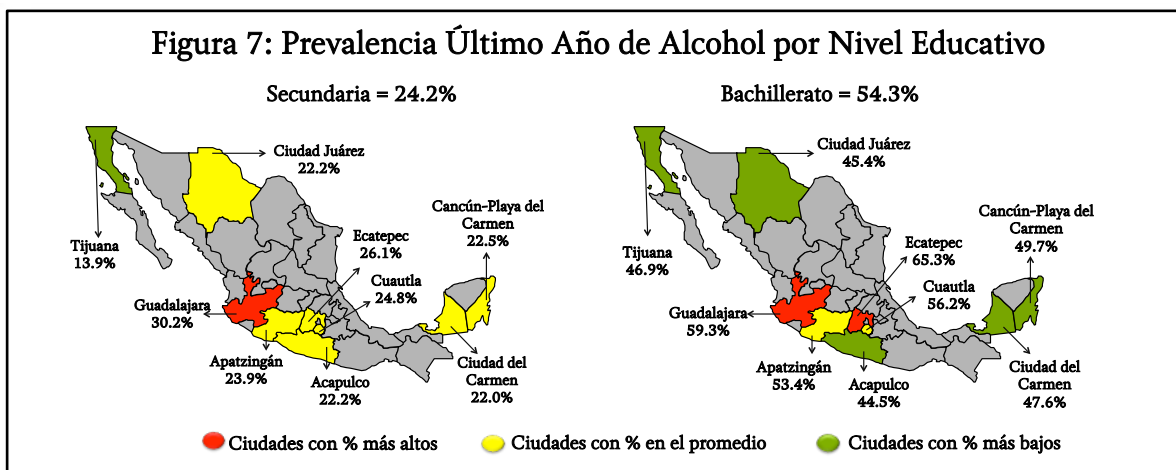 Figura 7: Prevalencia Último Año de Alcohol por Nivel Educativo
Secundaria = 24.2%
Ciudad Juárez
22.2%
Cancún-Playa del
Carmen
22.5%
Ecatepec
26.1%
Tijuana
13.9%
Cuautla
24.8%
Guadalajara
30.2%
Apatzingán
23.9%
Acapulco
22.2%
Ciudad del
Carmen
22.0%
Bachillerato = 54.3%
Ciudad Juárez
45.4%
Cancún-Playa del
Carmen
49.7%
Ecatepec
65.3%
Tijuana
46.9%
Cuautla
56.2%
Guadalajara
59.3%
Apatzingán
53.4%
Acapulco
44.5%
Ciudad del
Carmen
47.6%
Ciudades con % más altos
Ciudades con % en el promedio
Ciudades con % más bajos